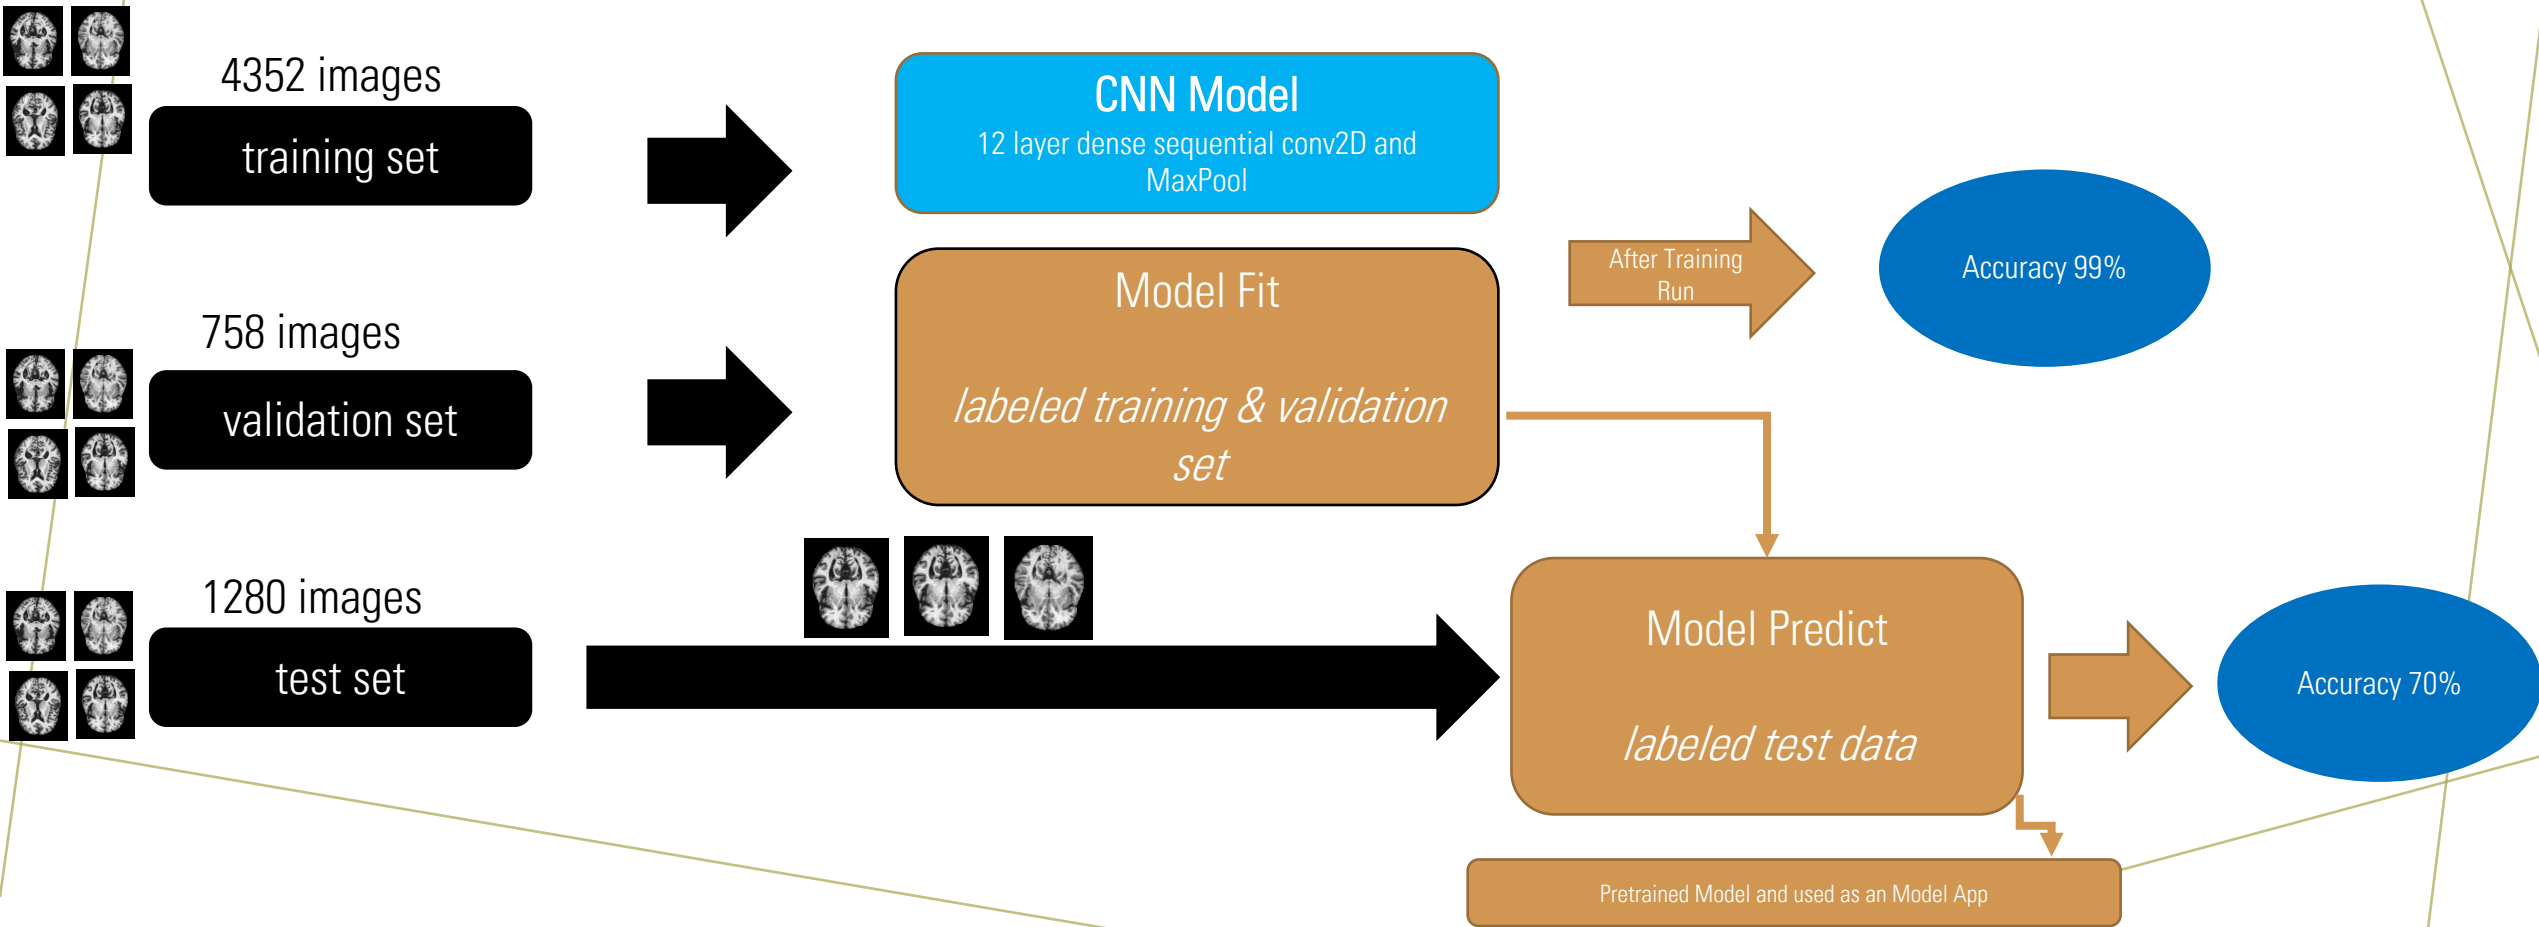 4352 images
training set
CNN Model
12 layer dense sequential conv2D and
MaxPool
After Training
Run
Accuracy 99%
758 images
validation set
Model Fit
labeled training & validation
set
1280 images
test set
Model Predict
labeled test data
Accuracy 70%
Pretrained Model and used as an Model App